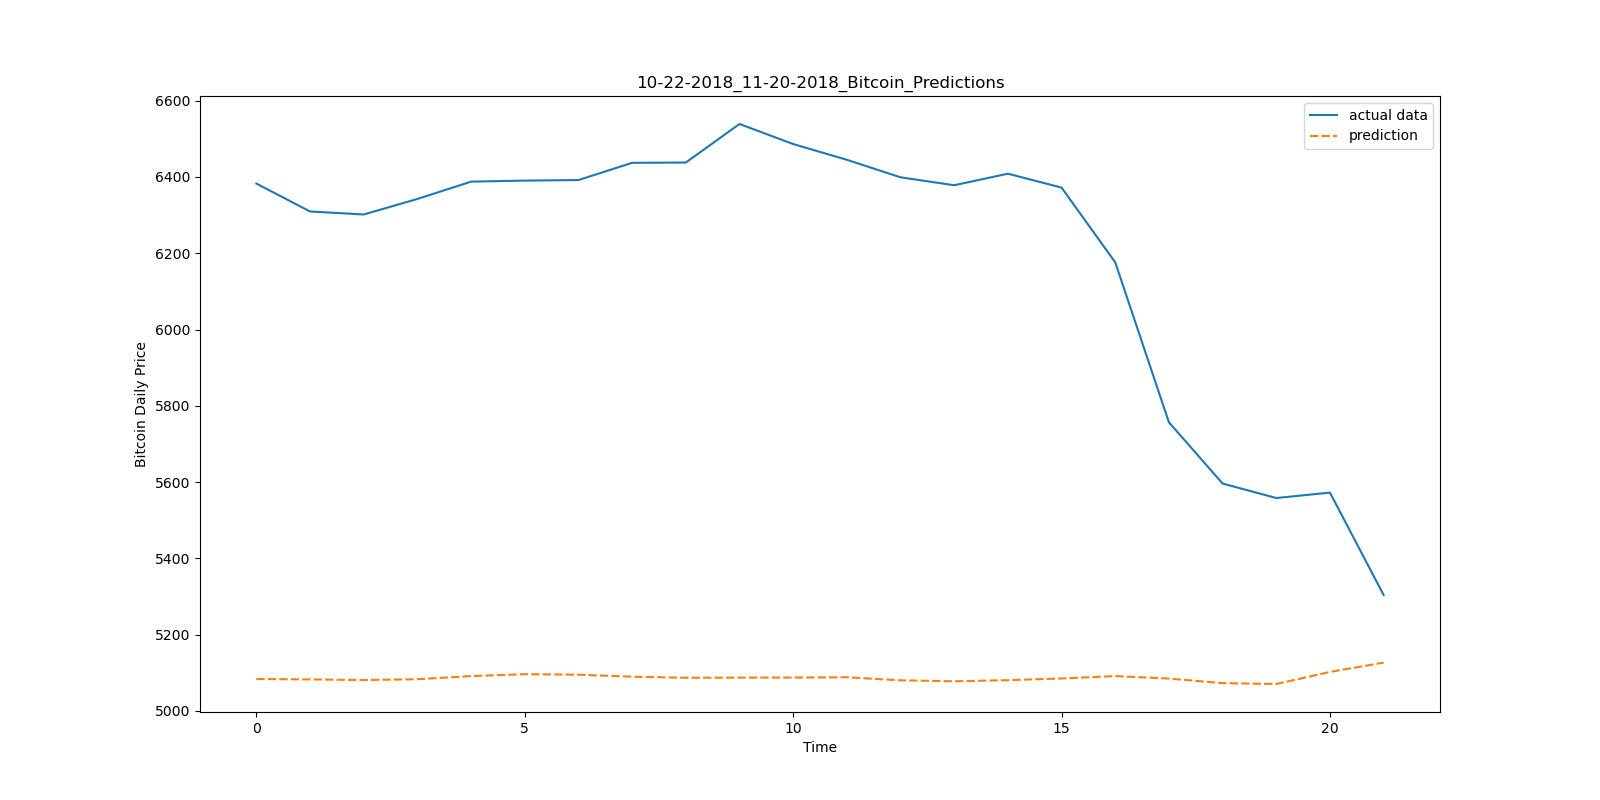 10-22-2018_11-20-2018_Bitcoin_Predictions
actual data
prediction
6600
6400
6200
6000
5800
5600
5400
5200
5000
Bitcoin Daily Price
0 5 10 15 20
Time